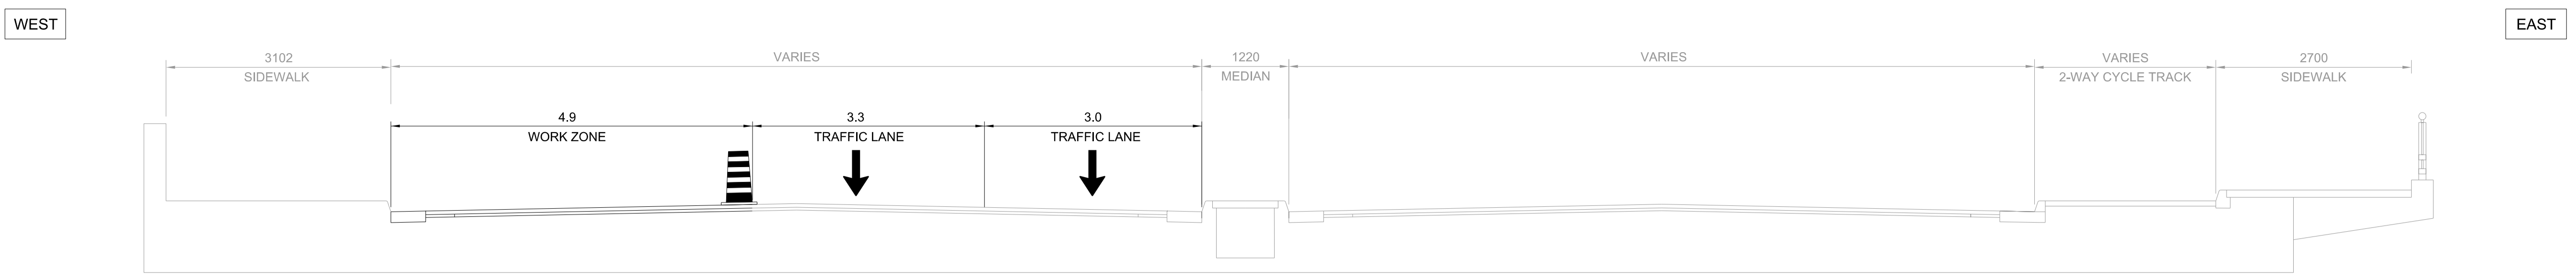 WEST
EAST
3102
SIDEWALK
VARIES
1220
MEDIAN
VARIES
VARIES
2-WAY CYCLE TRACK
2700
SIDEWALK
4.9
WORK ZONE
3.3
TRAFFIC LANE
3.0
TRAFFIC LANE